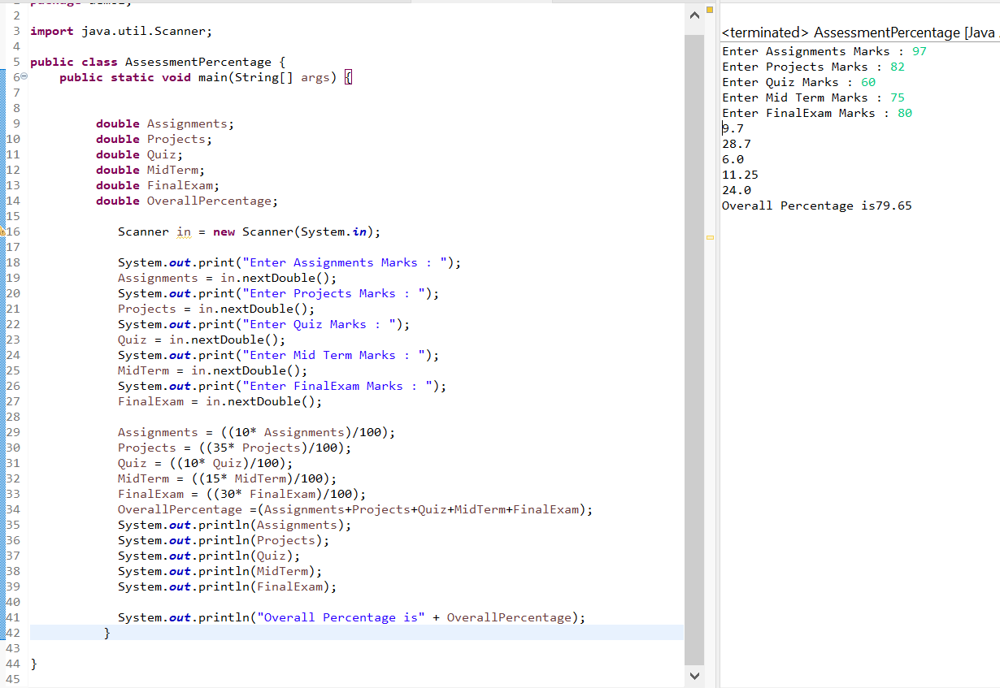 2
3 import java.util.Scanner;
4
5 public class AssessmentPercentage {
6 public static void main(String[] args) {
7
8
9 double Assignments;
10 double Projects;
11 double Quiz;
12 double MidTerm;
13 double FinalExam;
14 double OverallPercentage;
15
16 Scanner in = new Scanner(System.in);
17
18 System.out.print("Enter Assignments Marks : ");
19 Assignments = in.nextDouble();
20 System.out.print("Enter Projects Marks : ");
21 Projects = in.nextDouble();
22 System.out.print("Enter Quiz Marks : ");
23 Quiz = in.nextDouble();
24 System.out.print("Enter Mid Term Marks : ");
25 MidTerm = in.nextDouble();
26 System.out.print("Enter FinalExam Marks : ");
27 FinalExam = in.nextDouble();
28
29 Assignments = ((10* Assignments)/100);
30 Projects = ((35* Projects)/100);
31 Quiz = ((10* Quiz)/100);
32 MidTerm = ((15* MidTerm)/100);
33 FinalExam = ((30* FinalExam)/100);
34 OverallPercentage =(Assignments+Projects+Quiz+MidTerm+FinalExam);
35 System.out.println(Assignments);
36 System.out.println(Projects);
37 System.out.println(Quiz);
38 System.out.println(MidTerm);
39 System.out.println(FinalExam);
40
41 System.out.println("Overall Percentage is" + OverallPercentage);
42 }
43
44 }
45
<terminated> AssessmentPercentage [Java
Enter Assignments Marks : 97
Enter Projects Marks : 82
Enter Quiz Marks : 60
Enter Mid Term Marks : 75
Enter FinalExam Marks : 80
9.7
28.7
6.0
11.25
24.0
Overall Percentage is79.65